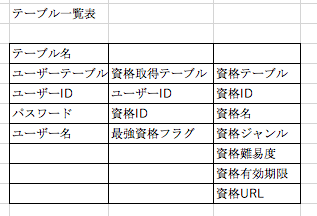 テーブル一覧表
テーブル名
ユーザーテーブル 資格取得テーブル 資格テーブル
ユーザーID ユーザーID 資格ID
パスワード 資格ID 資格名
ユーザー名 最強資格フラグ 資格ジャンル
資格難易度
資格有効期限
資格URL